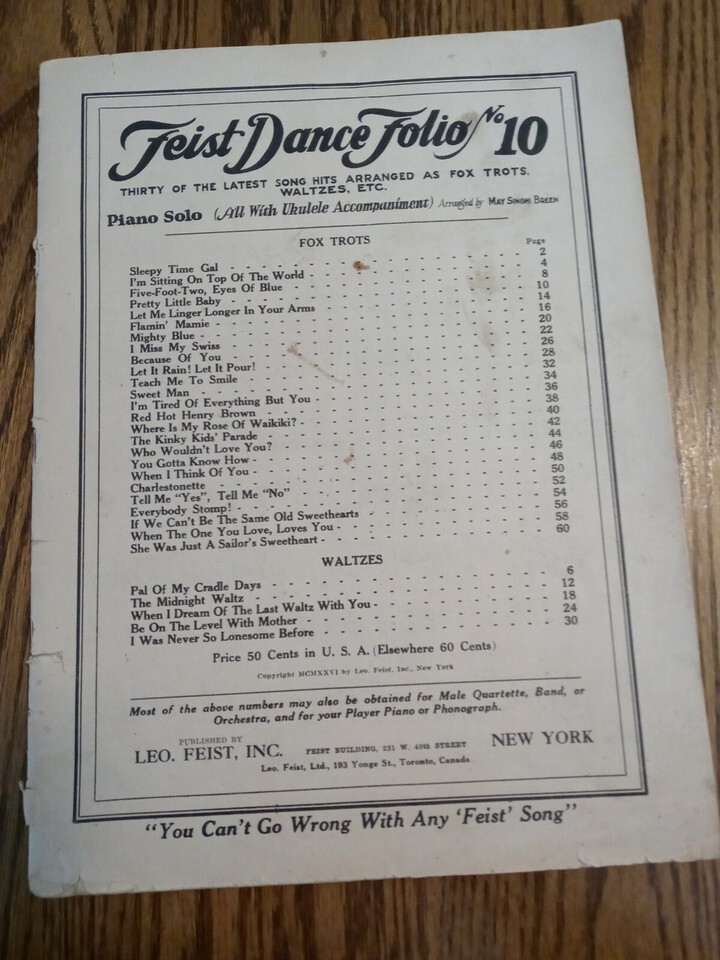 Feist Dance Folio No 10
THIRTY OF THE LATEST SONG HITS ARRANGED AS FOX TROTS, WALTZES, ETC.
Piano Solo (All With Ukulele Accompaniment) Arranged by MAY SINGHI BREEN
FOX TROTS
Page
Sleepy Time Gal - 2
I'm Sitting On Top Of The World - 4
Five-Foot-Two, Eyes Of Blue - 8
Pretty Little Baby - 10
Let Me Linger Longer In Your Arms - 14
Flamin' Mamie - 16
Mighty Blue - 20
I Miss My Swiss - 22
Because Of You - 26
Let It Rain! Let It Pour! - 28
Teach Me To Smile - 32
Sweet Man - 34
I'm Tired Of Everything But You - 36
Red Hot Henry Brown - 38
Where Is My Rose Of Waikiki? - 40
The Kinky Kids' Parade - 42
Who Wouldn't Love You? - 44
You Gotta Know How - 46
When I Think Of You - 48
Charlestonette - 50
Tell Me "Yes", Tell Me "No" - 52
Everybody Stomp! - 54
If We Can't Be The Same Old Sweethearts - 56
When The One You Love, Loves You - 58
She Was Just A Sailor's Sweetheart - 60
WALTZES
Pal Of My Cradle Days - 6
The Midnight Waltz - 12
When I Dream Of The Last Waltz With You - 18
Be On The Level With Mother - 24
I Was Never So Lonesome Before - 30
Price 50 Cents in U. S. A. (Elsewhere 60 Cents)
Copyright MCMXXVI by Leo. Feist, Inc., New York
Most of the above numbers may also be obtained for Male Quartette, Band, or
Orchestra, and for your Player Piano or Phonograph.
PUBLISHED BY
LEO. FEIST, INC. FEIST BUILDING, 231 W. 40th STREET NEW YORK
Leo. Feist, Ltd., 193 Yonge St., Toronto, Canada
"You Can't Go Wrong With Any 'Feist' Song"